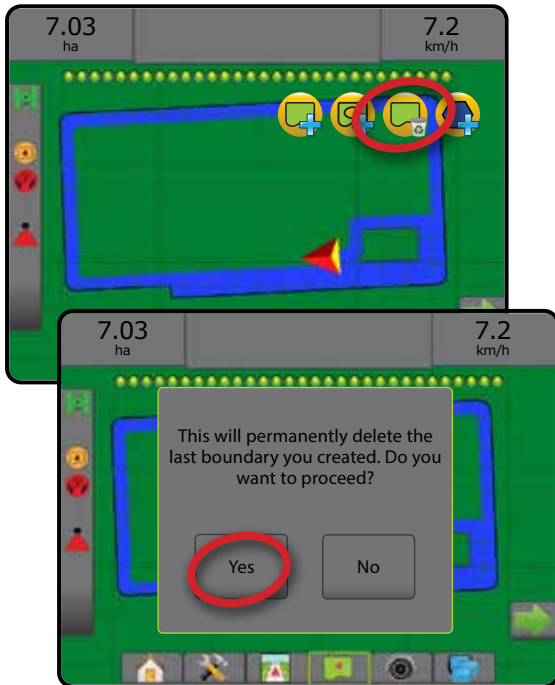 7.03
ha
7.2
km/h
7.03
ha
7.2
km/h
This will permanently delete the
last boundary you created. Do you
want to proceed?
Yes
No